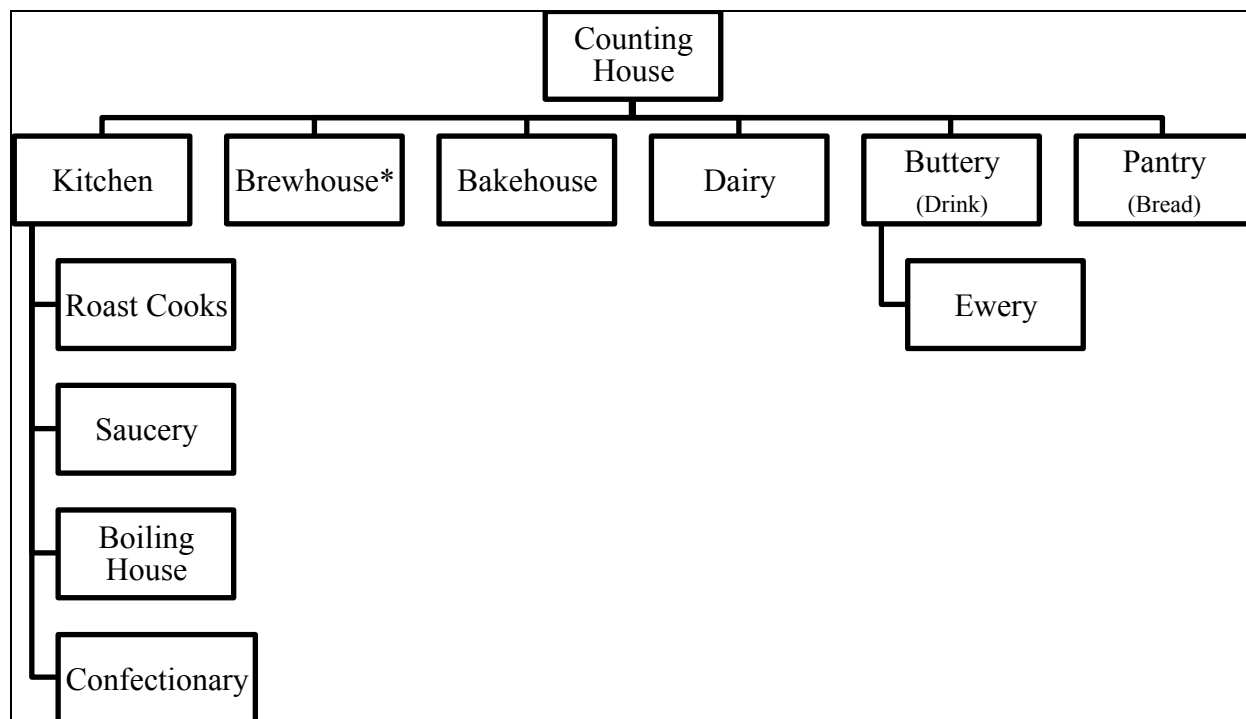 Counting
House
Kitchen
Brewhouse*
Bakehouse
Dairy
Buttery
(Drink)
Pantry
(Bread)
Roast Cooks
Ewery
Saucery
Boiling
House
Confectionary